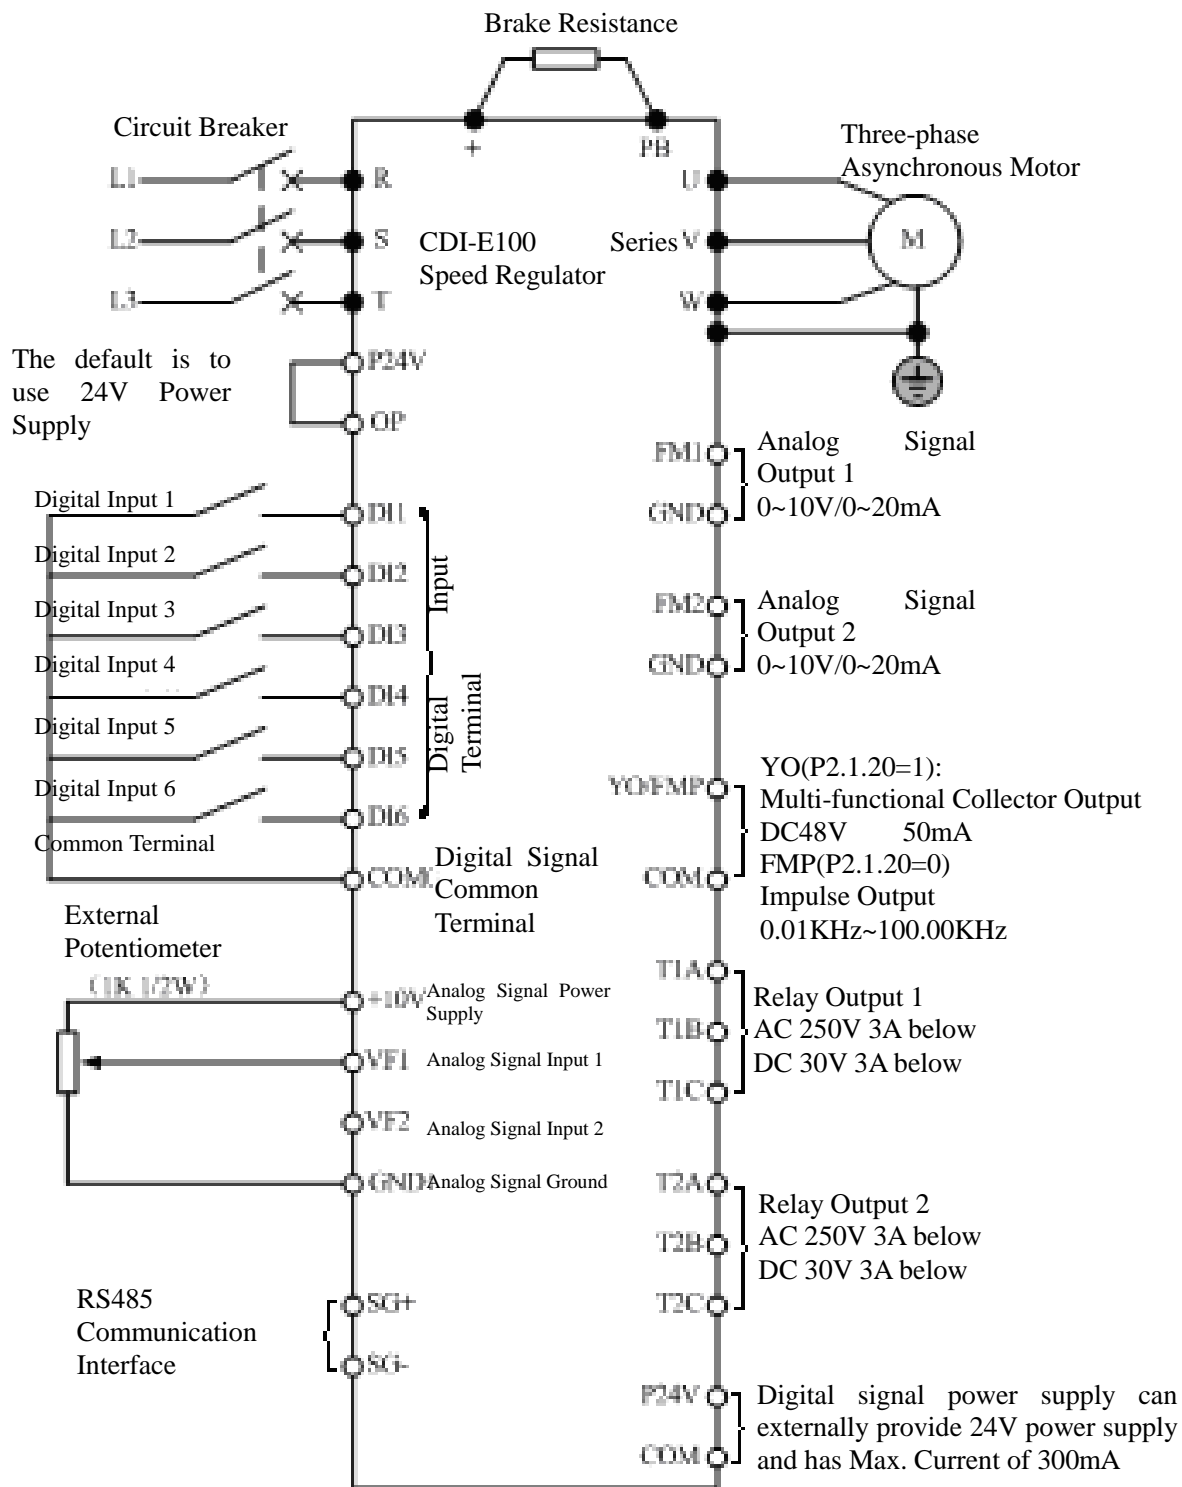 Brake Resistance
Circuit Breaker
+
PB
Three-phase
Asynchronous Motor
L1
R
U
L2
S
CDI-E100 Series
Speed Regulator
V
M
L3
T
W
The default is to
use 24V Power
Supply
P24V
OP
FM1
GND
Analog Signal
Output 1
0~10V/0~20mA
Digital Input 1
DI1
Digital Input 2
DI2
Digital Input 3
DI3
Digital Input 4
DI4
Digital Input 5
DI5
Digital Input 6
DI6
Common Terminal
Input
Digital
Terminal
FM2
GND
Analog Signal
Output 2
0~10V/0~20mA
COM
Digital Signal
Common
Terminal
YO/FMP
COM
YO(P2.1.20=1):
Multi-functional Collector Output
DC48V 50mA
FMP(P2.1.20=0)
Impulse Output
0.01KHz~100.00KHz
External
Potentiometer
(1K 1/2W)
+10V
Analog Signal Power
Supply
VF1
Analog Signal Input 1
VF2
Analog Signal Input 2
GND
Analog Signal Ground
T1A
T1B
T1C
Relay Output 1
AC 250V 3A below
DC 30V 3A below
T2A
T2B
T2C
Relay Output 2
AC 250V 3A below
DC 30V 3A below
RS485
Communication
Interface
SG+
SG-
P24V
COM
Digital signal power supply can
externally provide 24V power supply
and has Max. Current of 300mA